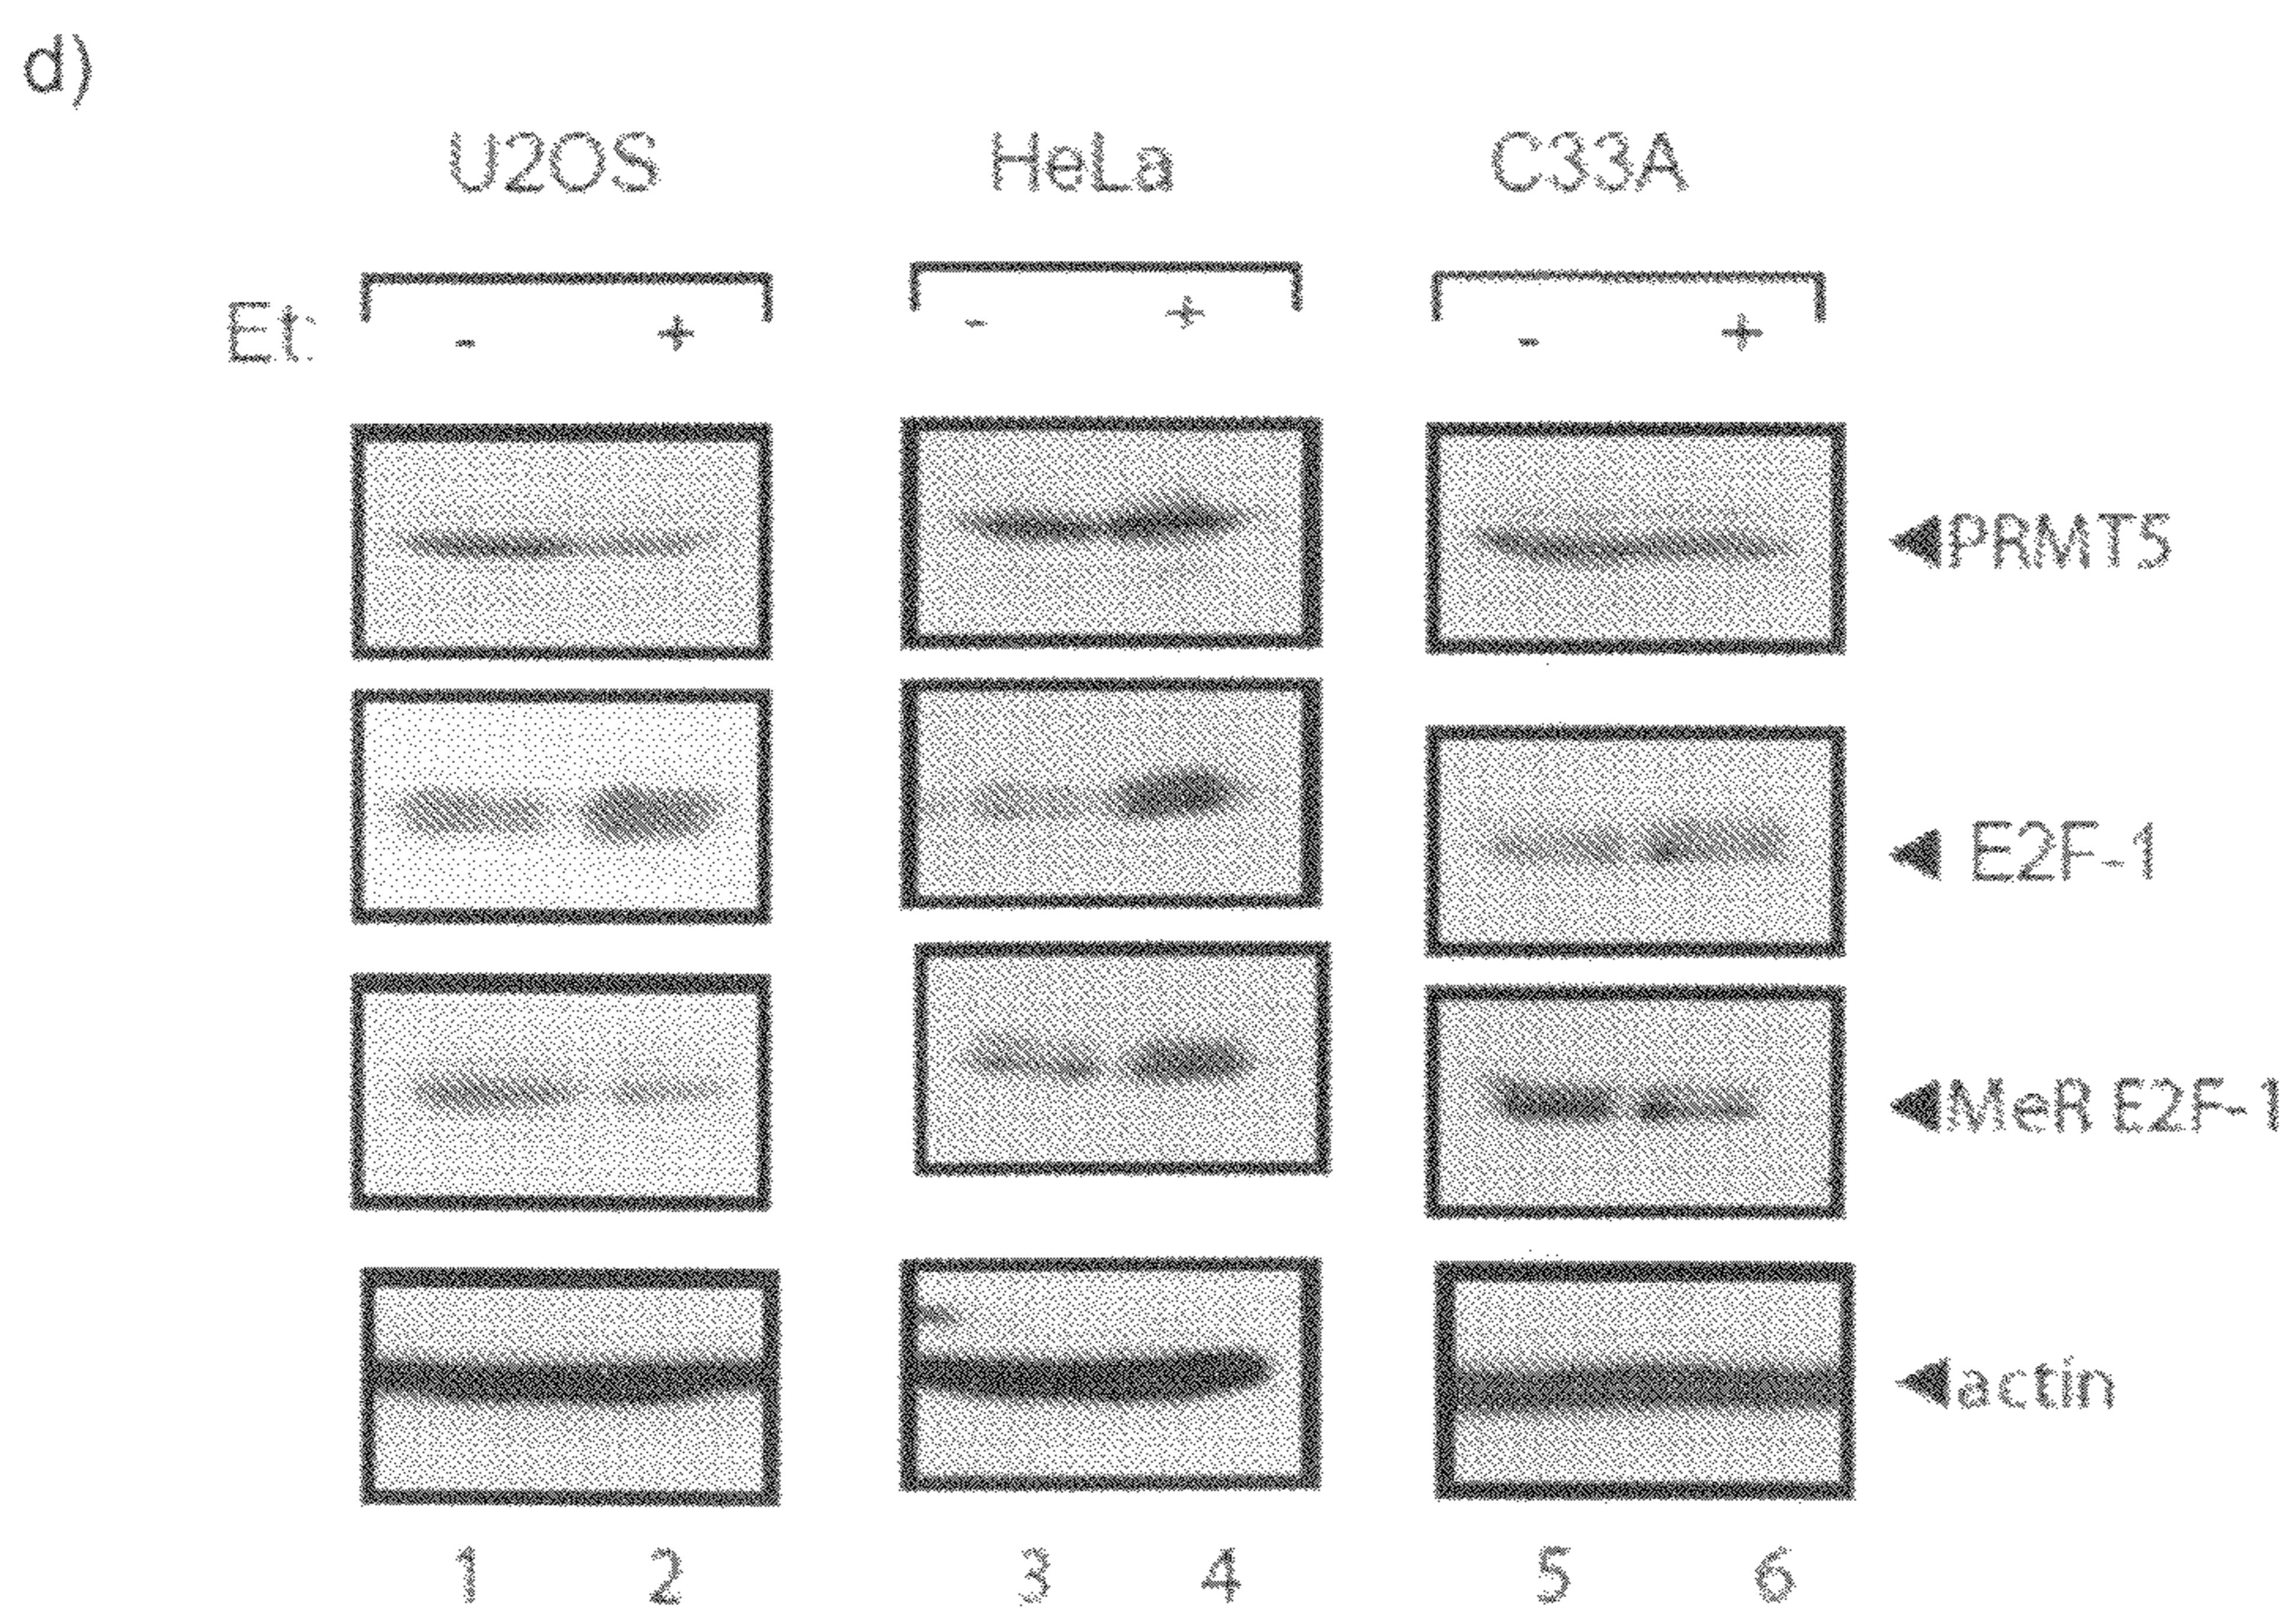 d)
U2OS HeLa C33A
Et: - + - + - +
PRMT5
E2F-1
MeR E2F-1
actin
1 2 3 4 5 6